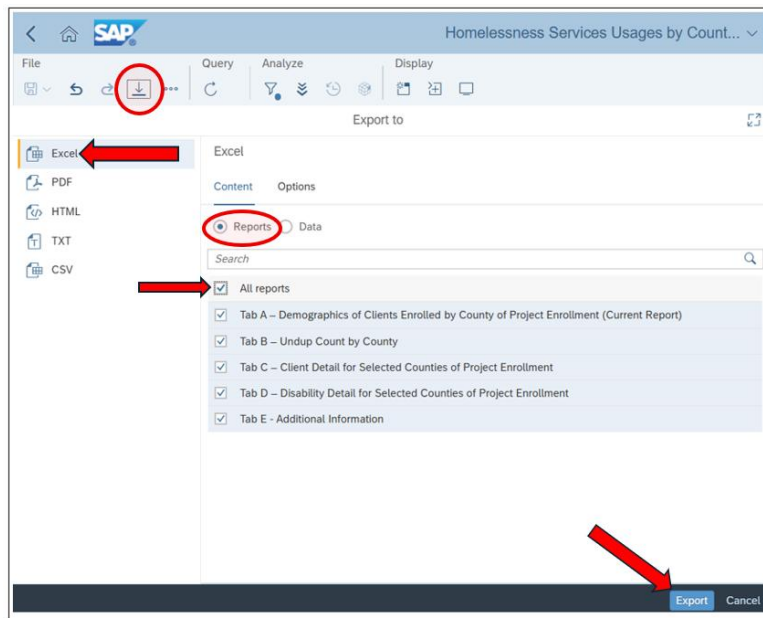 SAP
Homelessness Services Usages by Count...
File
Query
Analyze
Display
Export to
Excel
PDF
HTML
TXT
CSV
Excel
Content
Options
Reports
Data
Search
All reports
Tab A – Demographics of Clients Enrolled by County of Project Enrollment (Current Report)
Tab B – Undup Count by County
Tab C – Client Detail for Selected Counties of Project Enrollment
Tab D – Disability Detail for Selected Counties of Project Enrollment
Tab E - Additional Information
Export
Cancel